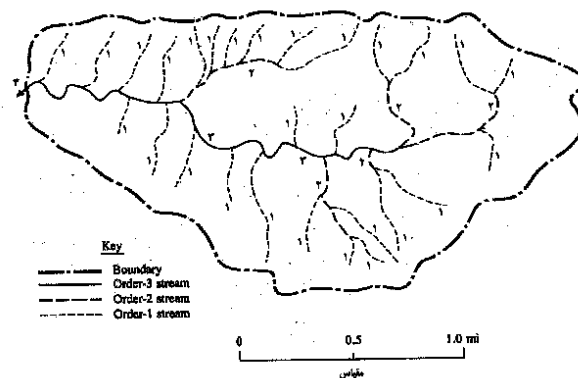 Key
Boundary
Order-3 stream
Order-2 stream
Order-1 stream
0 0.5 1.0 mi
مقیاس